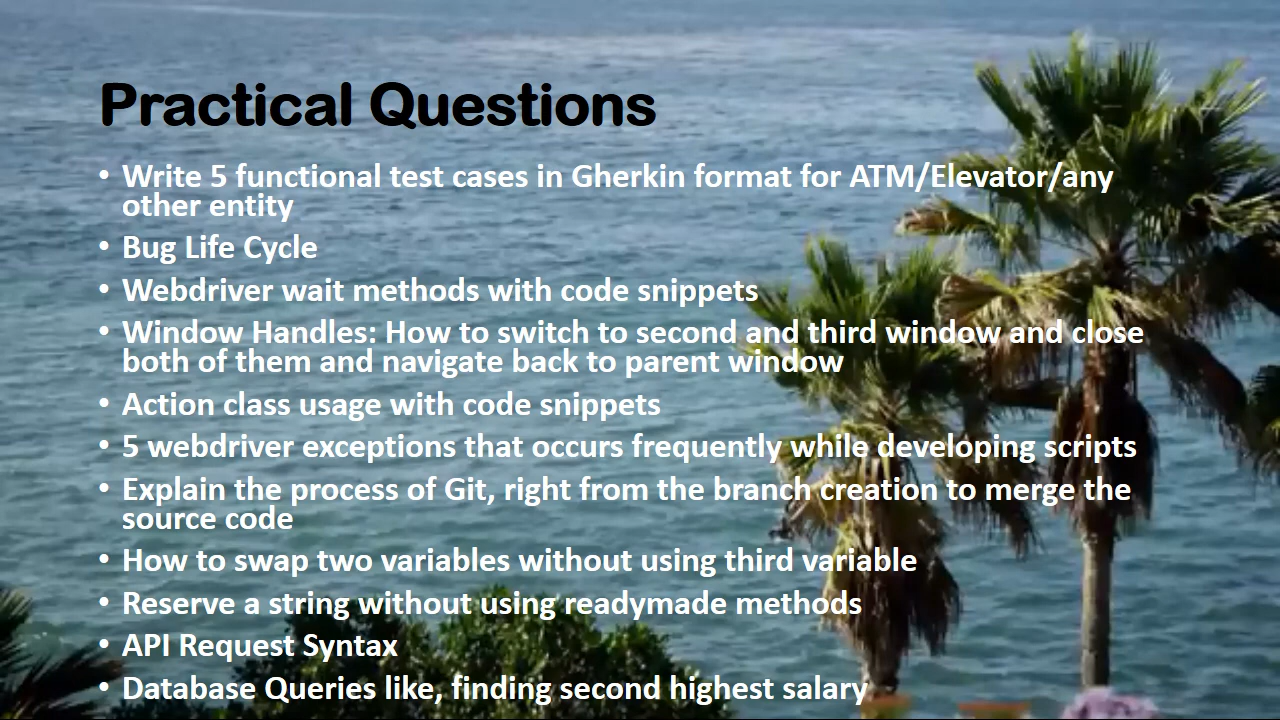 Practical Questions
• Write 5 functional test cases in Gherkin format for ATM/Elevator/any
other entity
• Bug Life Cycle
• Webdriver wait methods with code snippets
• Window Handles: How to switch to second and third window and close
both of them and navigate back to parent window
• Action class usage with code snippets
• 5 webdriver exceptions that occurs frequently while developing scripts
• Explain the process of Git, right from the branch creation to merge the
source code
• How to swap two variables without using third variable
• Reserve a string without using readymade methods
• API Request Syntax
• Database Queries like, finding second highest salary